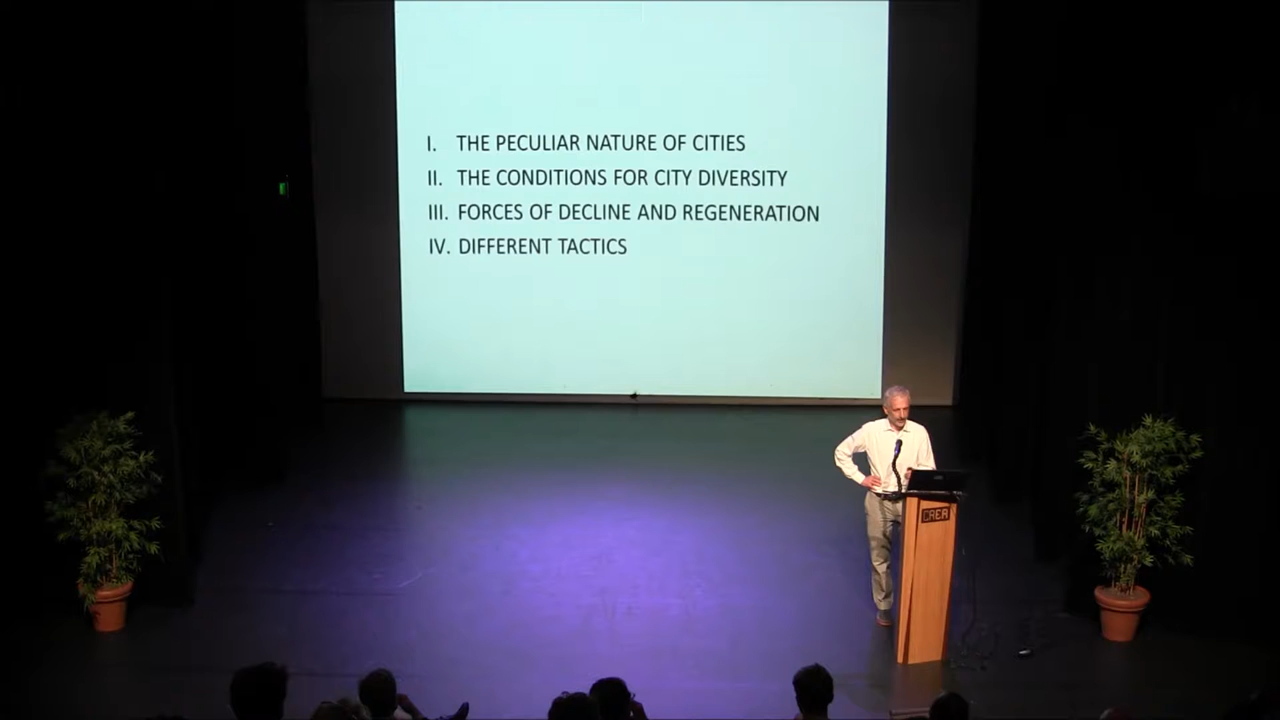 I. THE PECULIAR NATURE OF CITIES
II. THE CONDITIONS FOR CITY DIVERSITY
III. FORCES OF DECLINE AND REGENERATION
IV. DIFFERENT TACTICS
CREA